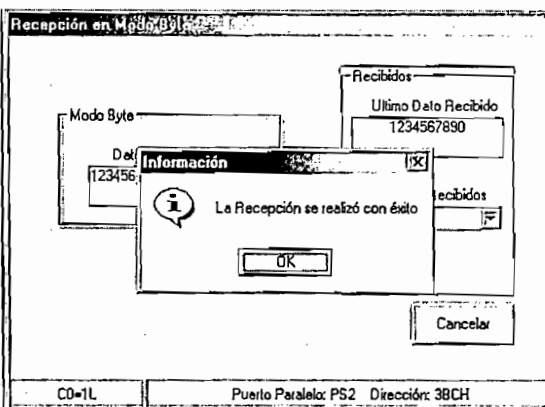 Recepción en Modo Byte
Recibidos
Ultimo Dato Recibido
1234567890
Modo Byte
Dat
123456
Información
La Recepción se realizó con éxito
OK
ecibidos
Cancelar
C0=1L
Puerto Paralelo: PS2 Dirección: 3BCH